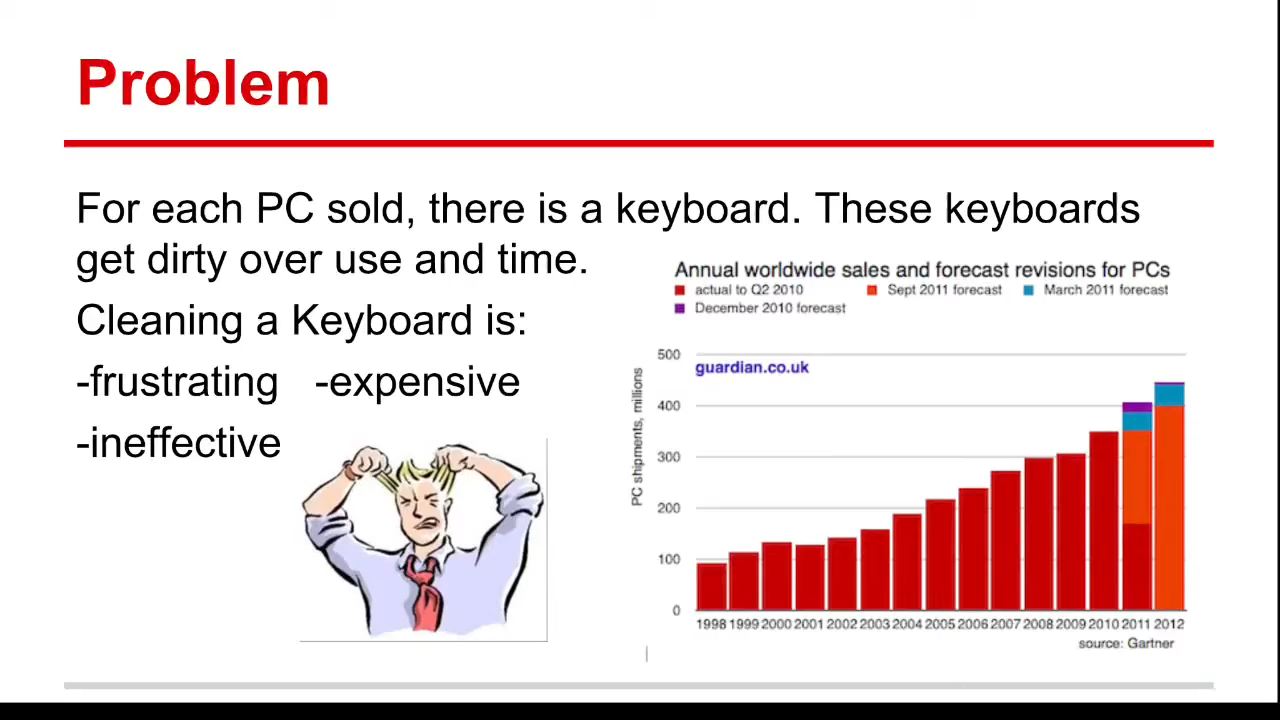 Problem
For each PC sold, there is a keyboard. These keyboards
get dirty over use and time.
Cleaning a Keyboard is:
-frustrating -expensive
-ineffective
Annual worldwide sales and forecast revisions for PCs
actual to Q2 2010 Sept 2011 forecast March 2011 forecast
December 2010 forecast
guardian.co.uk
PC shipments, millions
500
400
300
200
100
0
1998 1999 2000 2001 2002 2003 2004 2005 2006 2007 2008 2009 2010 2011 2012
source: Gartner